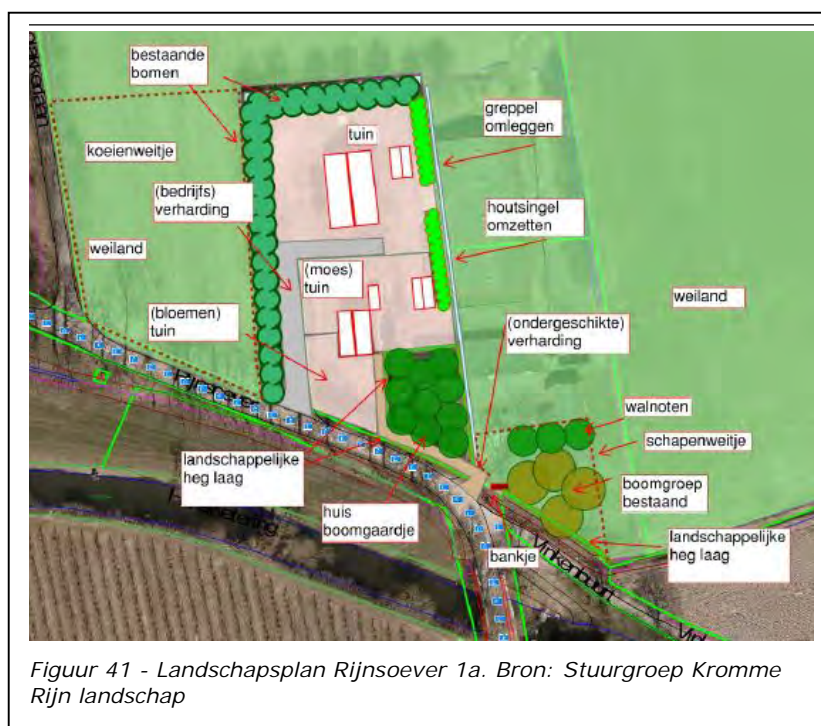 bestaande
bomen
koeienweitje
(bedrijfs)
verharding
weiland
(bloemen)
tuin
tuin
(moes)
tuin
greppel
omleggen
houtsingel
omzetten
weiland
(ondergeschikte)
verharding
walnoten
schapenweitje
boomgroep
bestaand
landschappelijke
heg laag
huis
boomgaardje
bankje
landschappelijke
heg laag
Vinkenbuurt
Figuur 41 - Landschapsplan Rijnsoever 1a. Bron: Stuurgroep Kromme
Rijn landschap